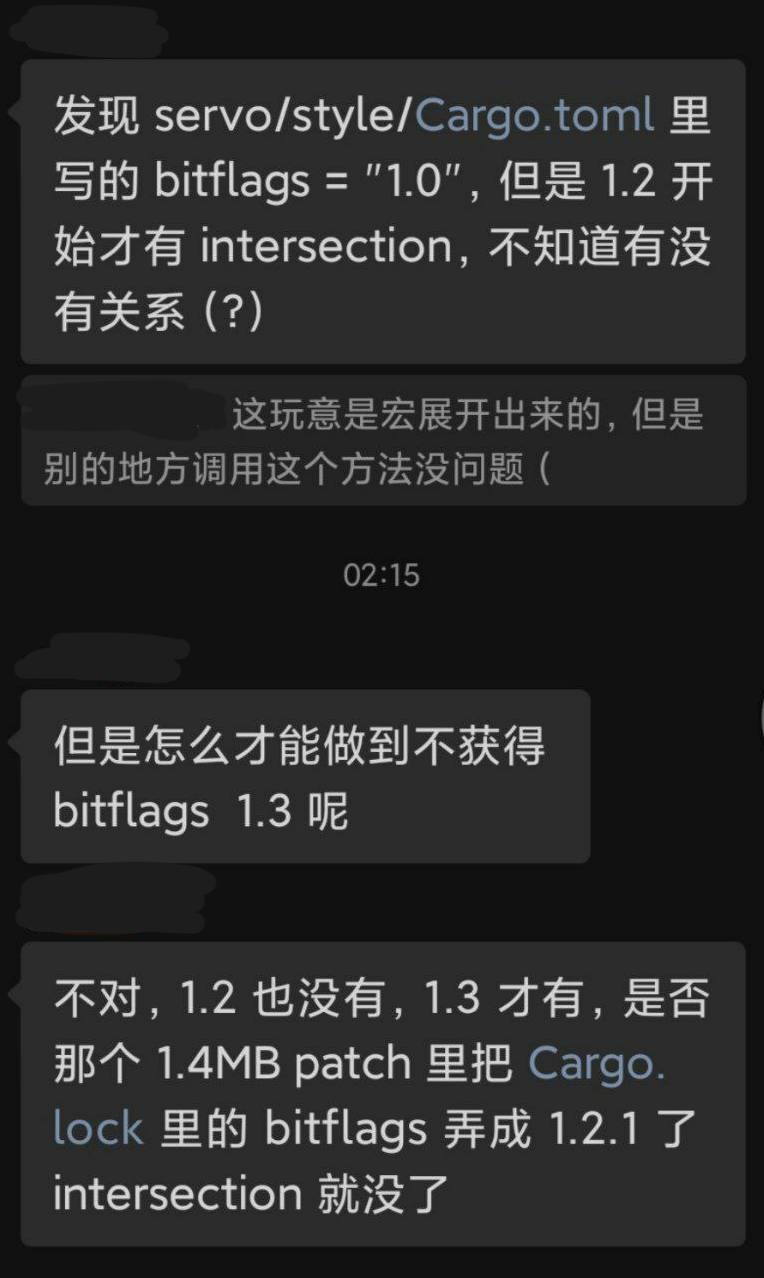 发现 servo/style/Cargo.toml 里
写的 bitflags = "1.0"，但是 1.2 开
始才有 intersection，不知道有没
有关系（?）
这玩意是宏展开出来的，但是
别的地方调用这个方法没问题（
02:15
但是怎么才能做到不获得
bitflags  1.3 呢
不对，1.2 也没有，1.3 才有，是否
那个 1.4MB patch 里把 Cargo.
lock 里的 bitflags 弄成 1.2.1 了
intersection 就没了